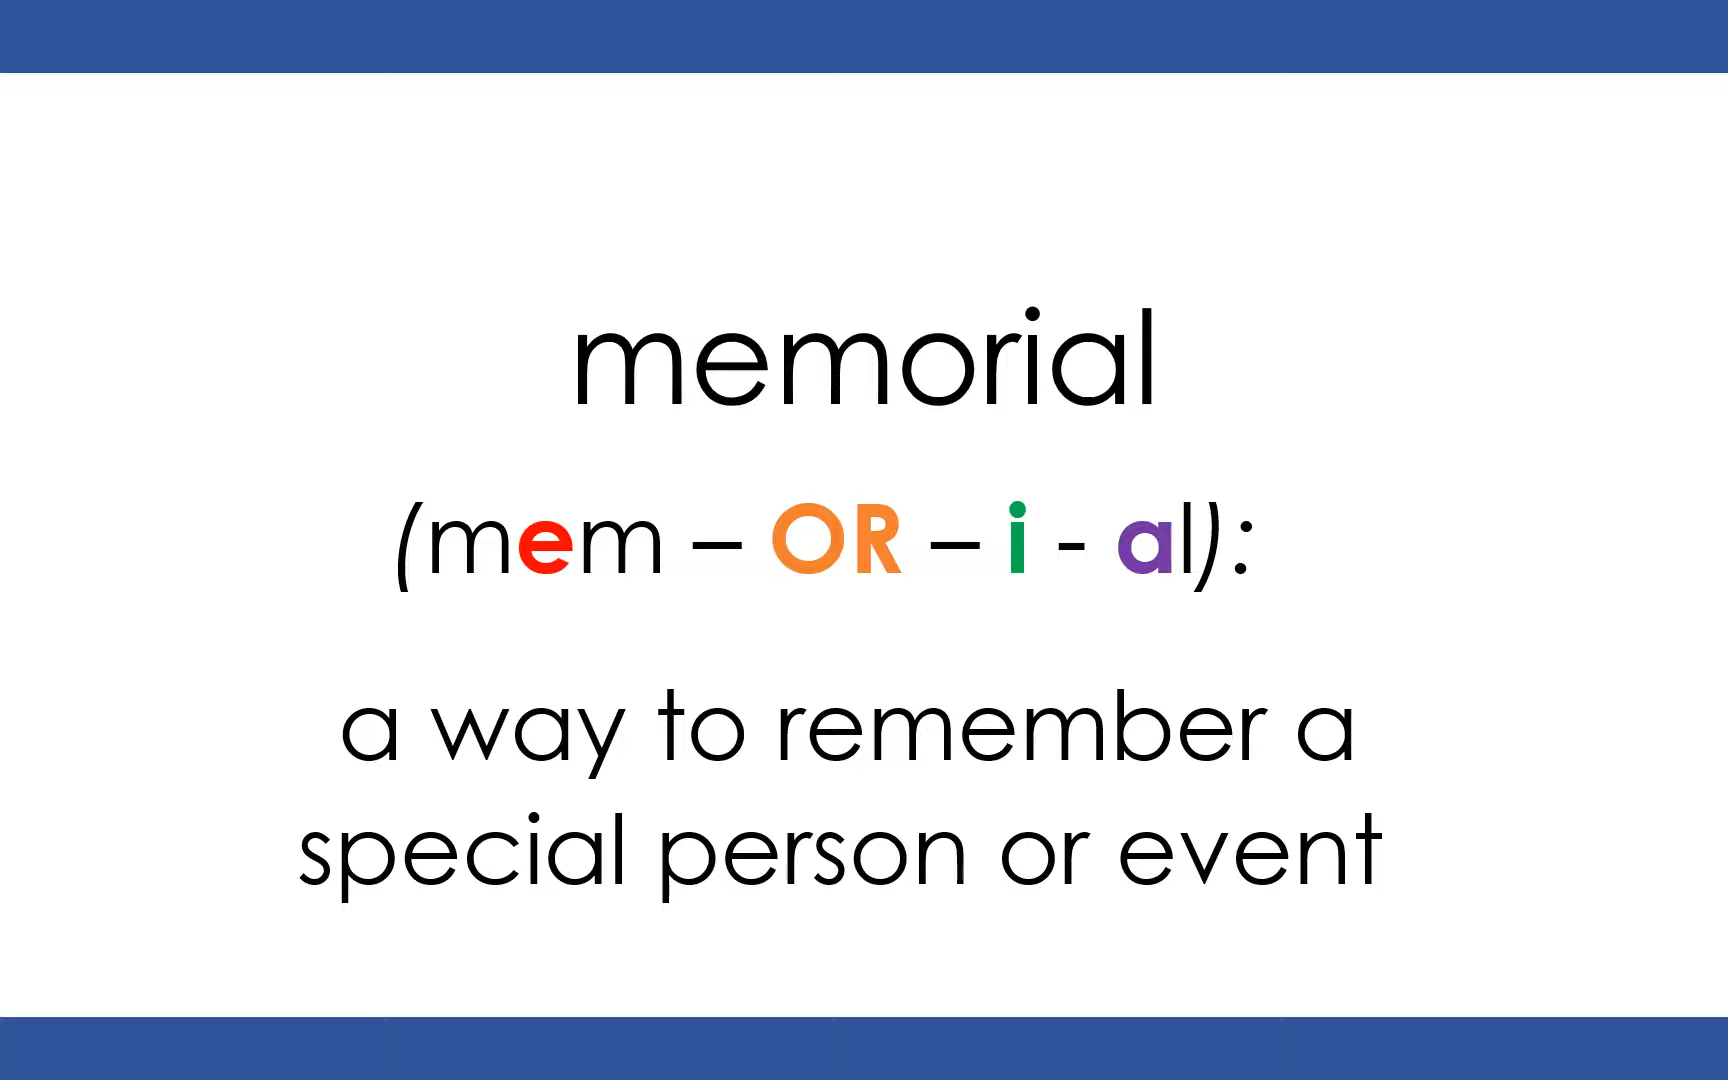 memorial
(mem – OR – i - al):
a way to remember a
special person or event